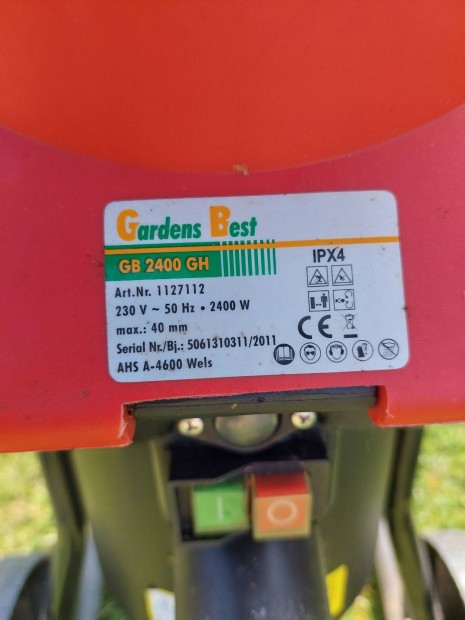 Gardens Best
GB 2400 GH
IPX4
Art.Nr. 1127112
230 V ~ 50 Hz • 2400 W
max.: 40 mm
Serial Nr./Bj.: 5061310311/2011
AHS A-4600 Wels
CE
I O